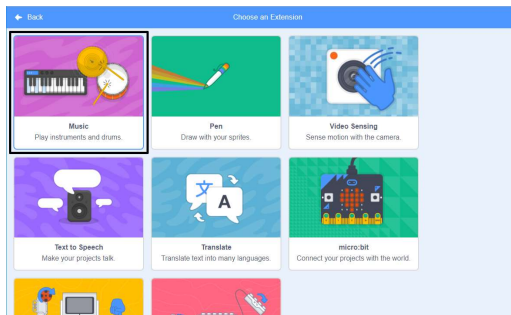 Back
Choose an Extension
Music
Play instruments and drums.
Pen
Draw with your sprites.
Video Sensing
Sense motion with the camera.
Text to Speech
Make your projects talk.
Translate
Translate text into many languages.
micro:bit
Connect your projects with the world.
文
A